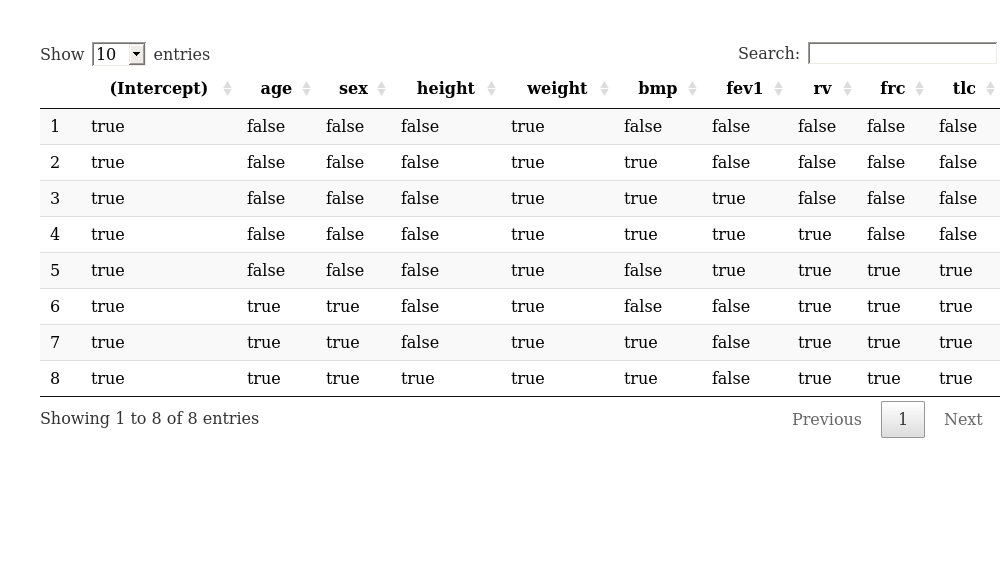 Show 10 entries Search:
(Intercept) age sex height weight bmp fev1 rv frc tlc
1 true false false false true false false false false false
2 true false false false true true false false false false
3 true false false false true true true false false false
4 true false false false true true true true false false
5 true false false false true false true true true true
6 true true true false true false false true true true
7 true true true false true true false true true true
8 true true true true true true false true true true
Showing 1 to 8 of 8 entries Previous 1 Next